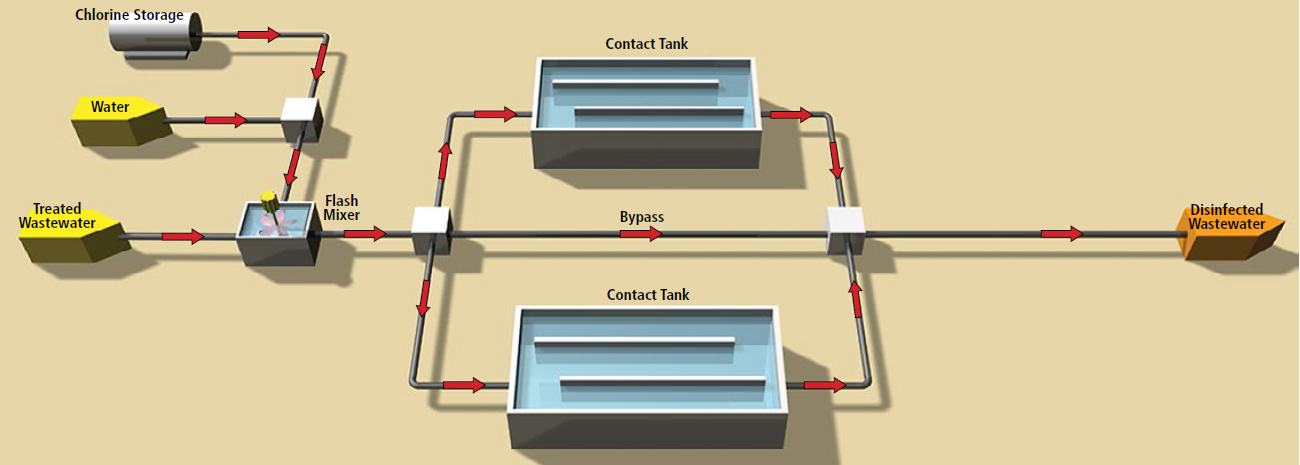 Chlorine Storage
Contact Tank
Water
Flash
Mixer
Treated
Wastewater
Bypass
Disinfected
Wastewater
Contact Tank